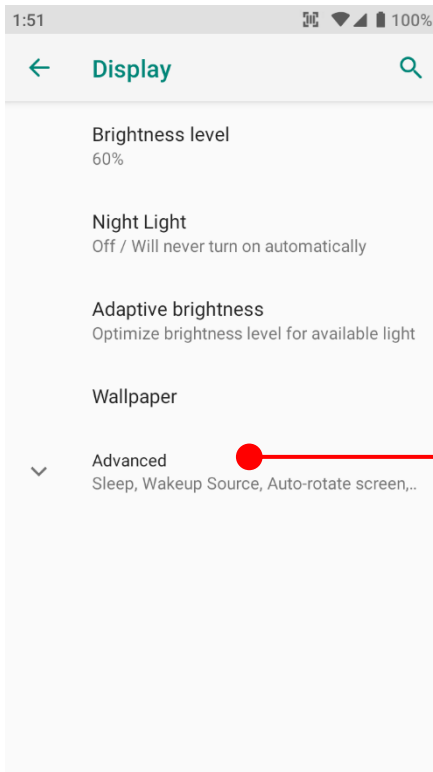 1:51 100%
Display
Brightness level
60%
Night Light
Off / Will never turn on automatically
Adaptive brightness
Optimize brightness level for available light
Wallpaper
Advanced
Sleep, Wakeup Source, Auto-rotate screen,..